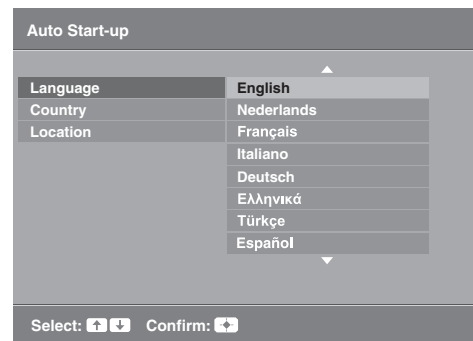 Auto Start-up
Language
Country
Location
English
Nederlands
Français
Italiano
Deutsch
Ελληνικά
Türkçe
Español
Select: Confirm: